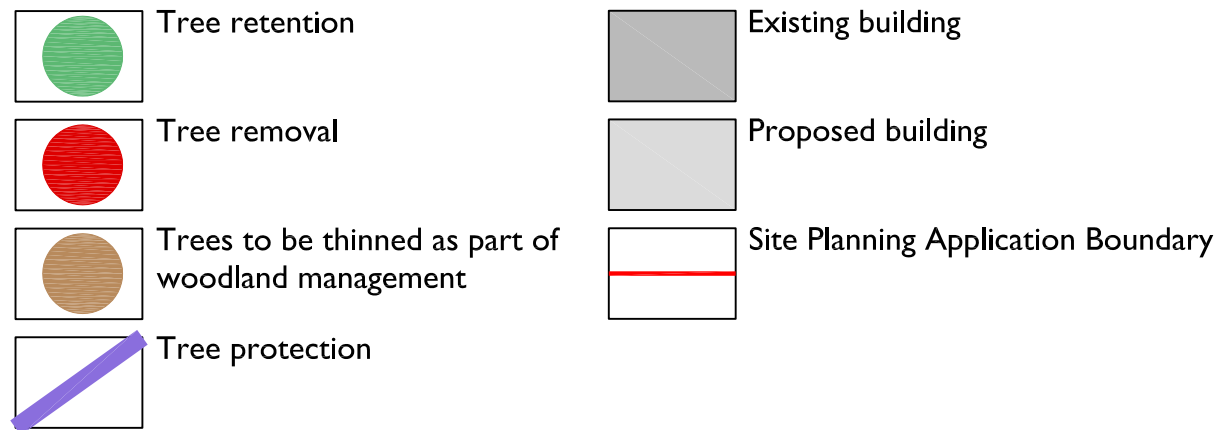 Tree retention
Tree removal
Trees to be thinned as part of
woodland management
Tree protection
Existing building
Proposed building
Site Planning Application Boundary